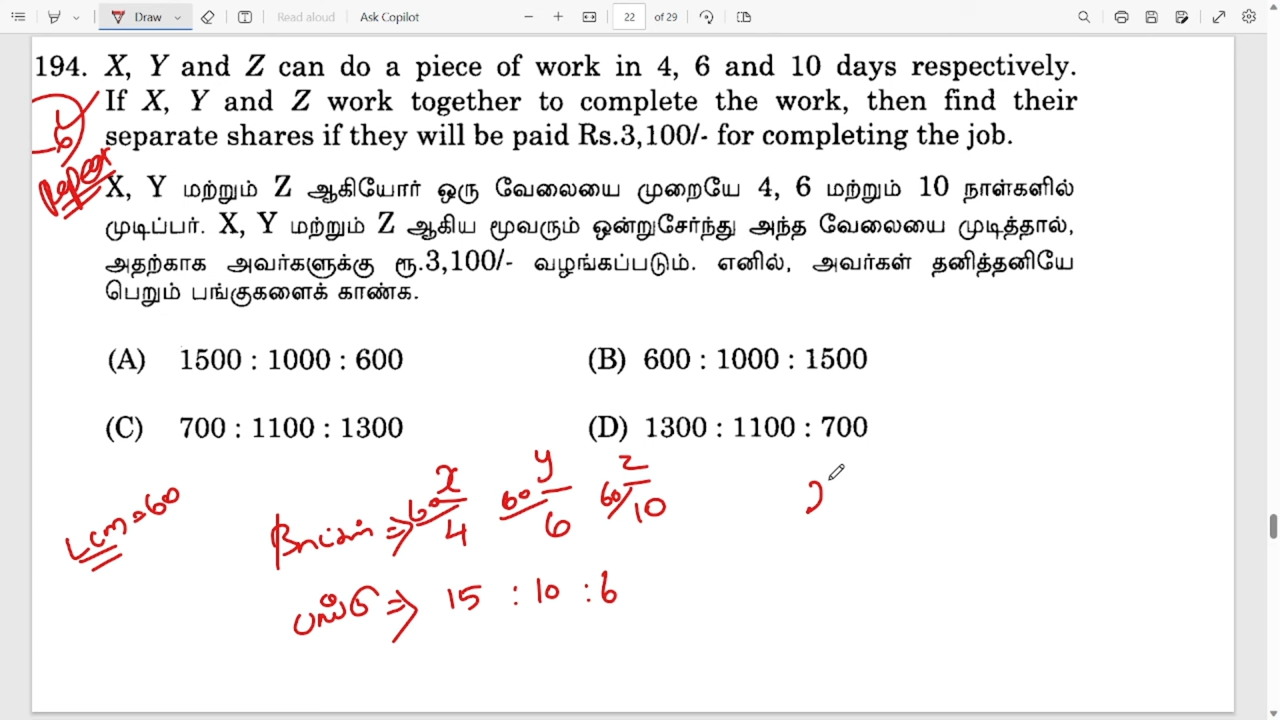 Draw Read aloud Ask Copilot 22 of 29
194. X, Y and Z can do a piece of work in 4, 6 and 10 days respectively.
If X, Y and Z work together to complete the work, then find their
separate shares if they will be paid Rs.3,100/- for completing the job.
Repeat
X, Y மற்றும் Z ஆகியோர் ஒரு வேலையை முறையே 4, 6 மற்றும் 10 நாள்களில்
முடிப்பர். X, Y மற்றும் Z ஆகிய மூவரும் ஒன்றுசேர்ந்து அந்த வேலையை முடித்தால்,
அதற்காக அவர்களுக்கு ரூ.3,100/- வழங்கப்படும். எனில், அவர்கள் தனித்தனியே
பெறும் பங்குகளைக் காண்க.
(A) 1500 : 1000 : 600 (B) 600 : 1000 : 1500
(C) 700 : 1100 : 1300 (D) 1300 : 1100 : 700
x y z
Lcm = 60 ⇒ 60/4 60/6 60/10
பங்கு ⇒ 15 : 10 : 6